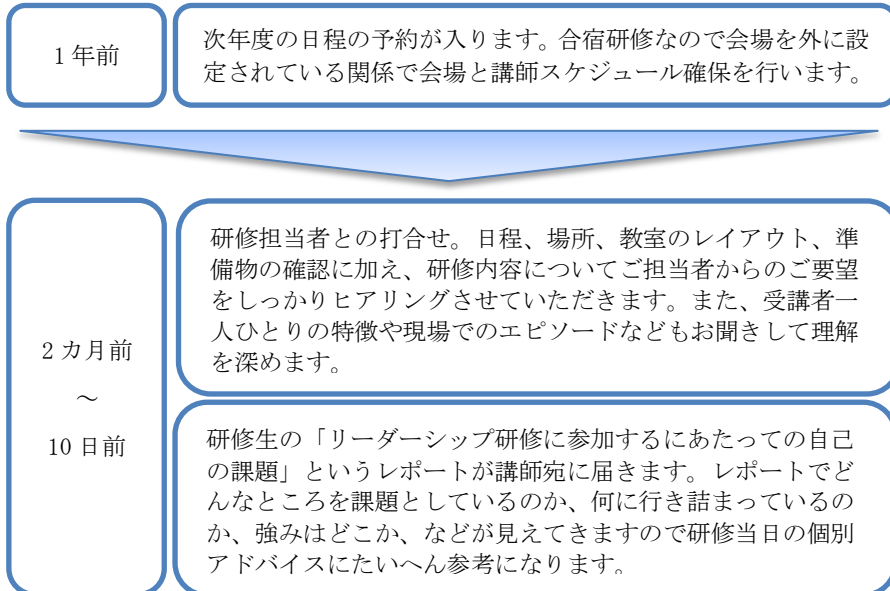 1年前
次年度の日程の予約が入ります。合宿研修なので会場を外に設
定されている関係で会場と講師スケジュール確保を行います。
2カ月前
～
10日前
研修担当者との打合せ。日程、場所、教室のレイアウト、準
備物の確認に加え、研修内容についてご担当者からのご要望
をしっかりヒアリングさせていただきます。また、受講者一
人ひとりの特徴や現場でのエピソードなどもお聞きして理解
を深めます。
研修生の「リーダーシップ研修に参加するにあたっての自己
の課題」というレポートが講師宛に届きます。レポートでど
んなところを課題としているのか、何に行き詰まっているの
か、強みはどこか、などが見えてきますので研修当日の個別
アドバイスにたいへん参考になります。